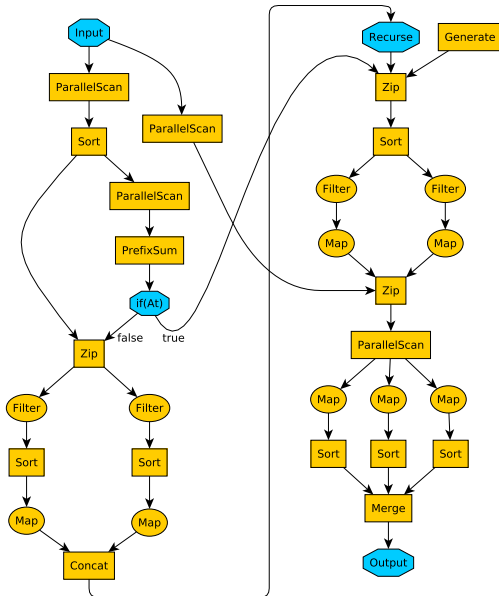 Input
ParallelScan
Sort
ParallelScan
ParallelScan
PrefixSum
if(At)
false
true
Zip
Filter
Filter
Sort
Sort
Map
Map
Concat
Recurse
Generate
Zip
Sort
Filter
Filter
Map
Map
Zip
ParallelScan
Map
Map
Map
Sort
Sort
Sort
Merge
Output